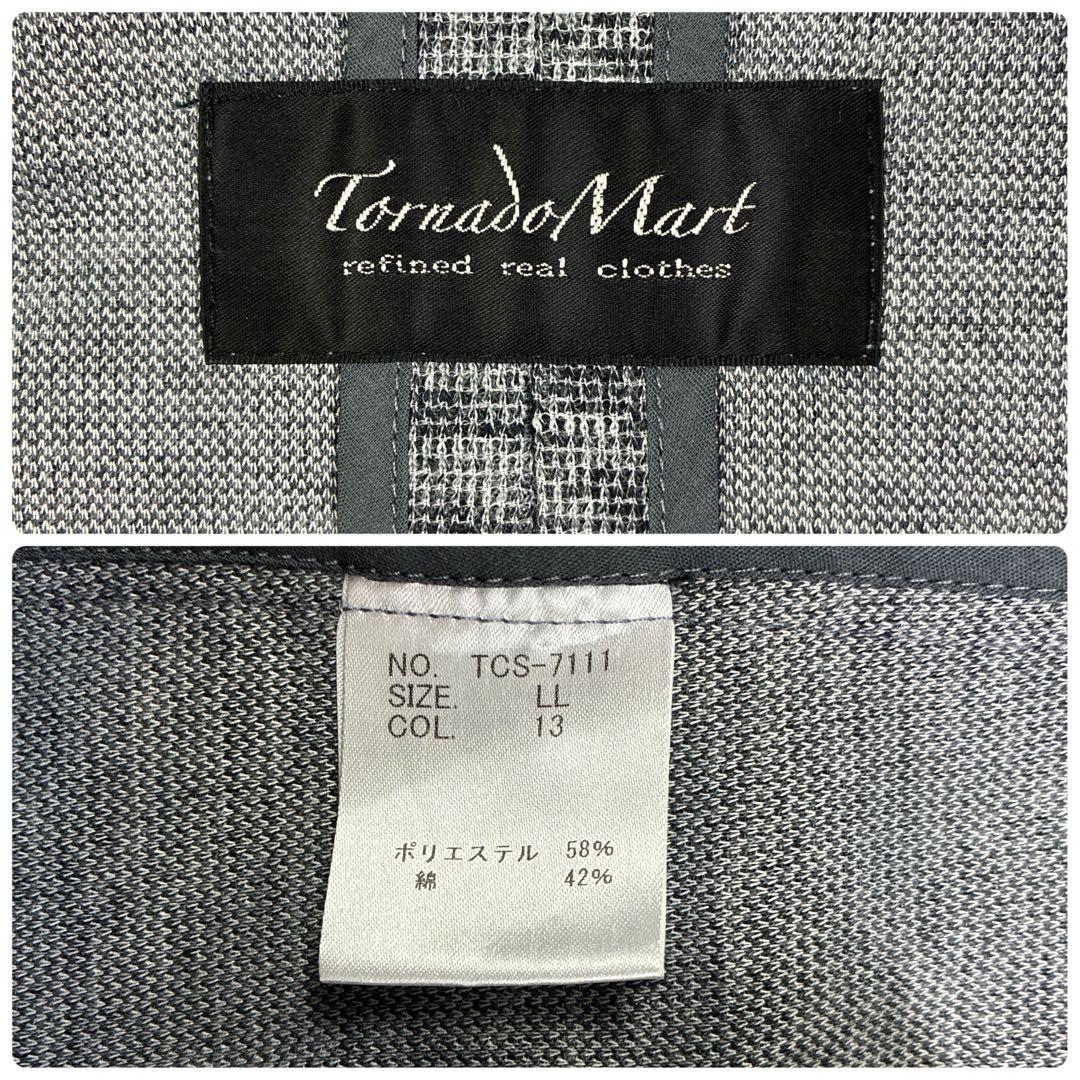 TornadoMart
refined real clothes
NO. TCS-7111
SIZE. LL
COL. 13
ポリエステル 58%
綿 42%